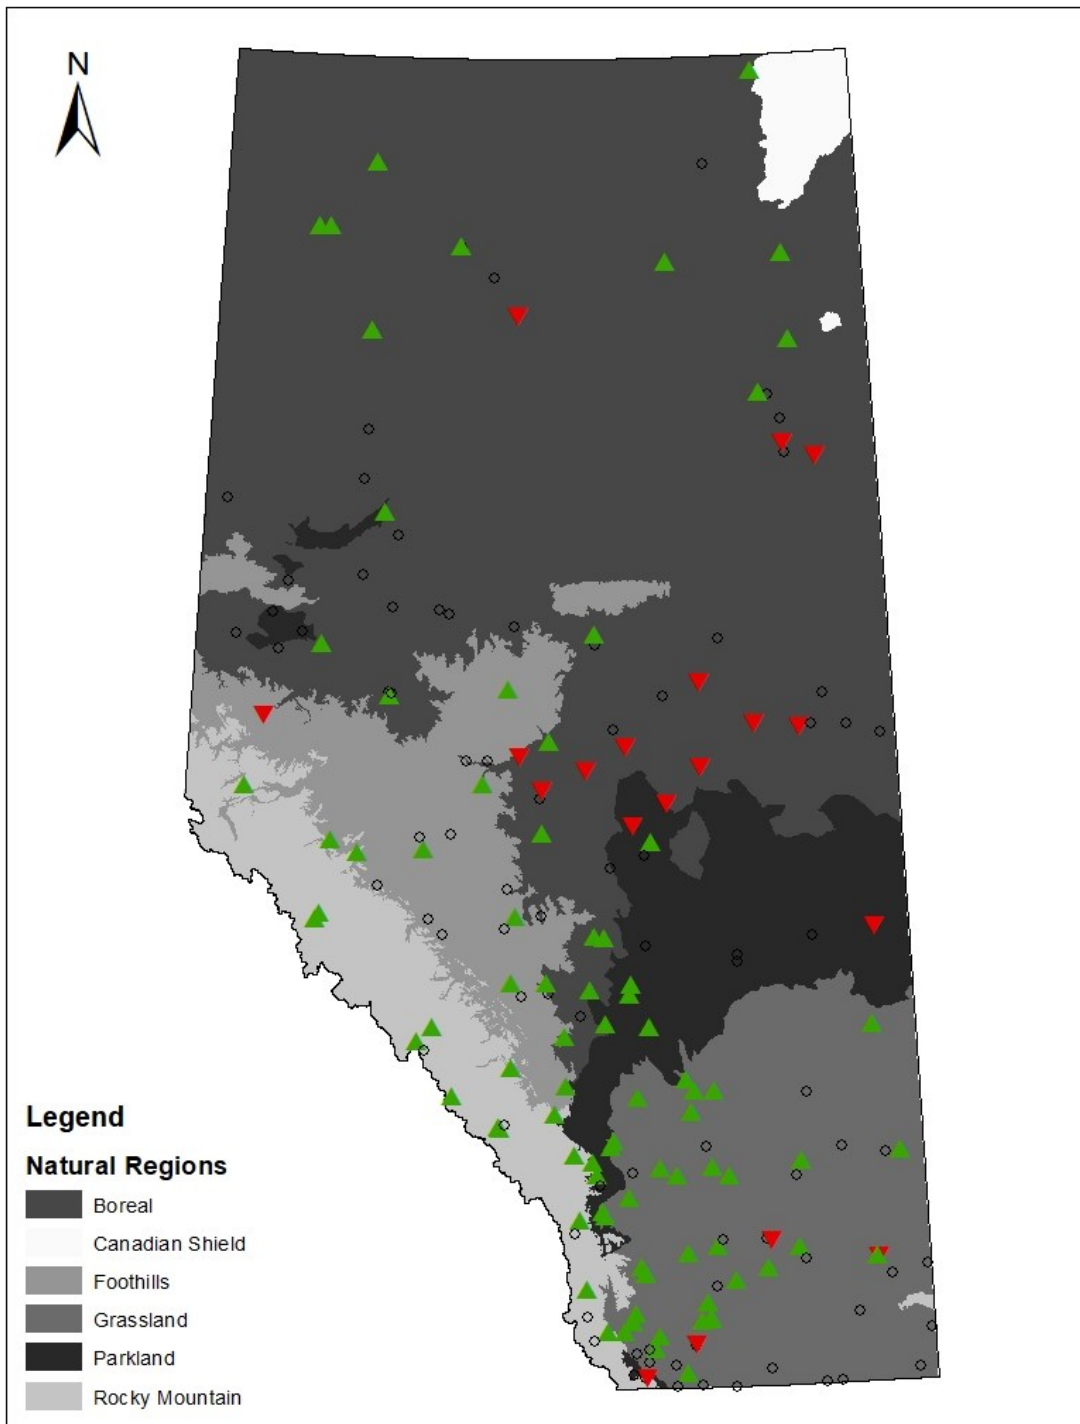 N
Legend
Natural Regions
Boreal
Canadian Shield
Foothills
Grassland
Parkland
Rocky Mountain